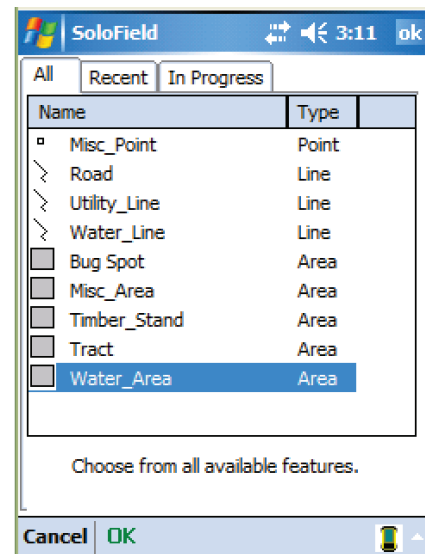 SoloField 3:11 ok
All Recent In Progress
Name Type
Misc_Point Point
Road Line
Utility_Line Line
Water_Line Line
Bug Spot Area
Misc_Area Area
Timber_Stand Area
Tract Area
Water_Area Area
Choose from all available features.
Cancel OK